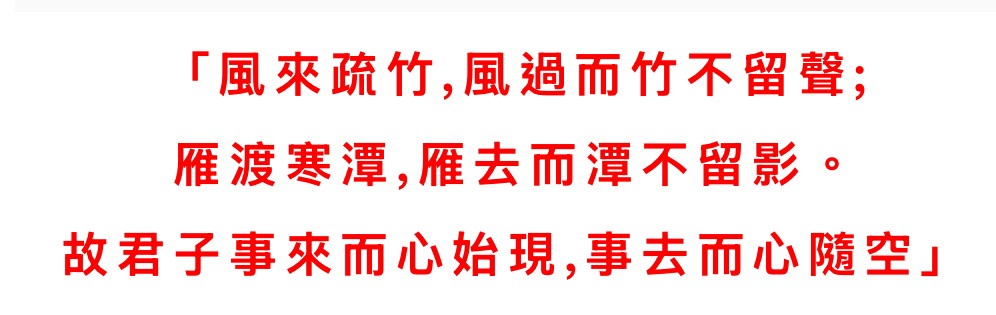 「風來疏竹,風過而竹不留聲;
雁渡寒潭,雁去而潭不留影。
故君子事來而心始現,事去而心隨空」